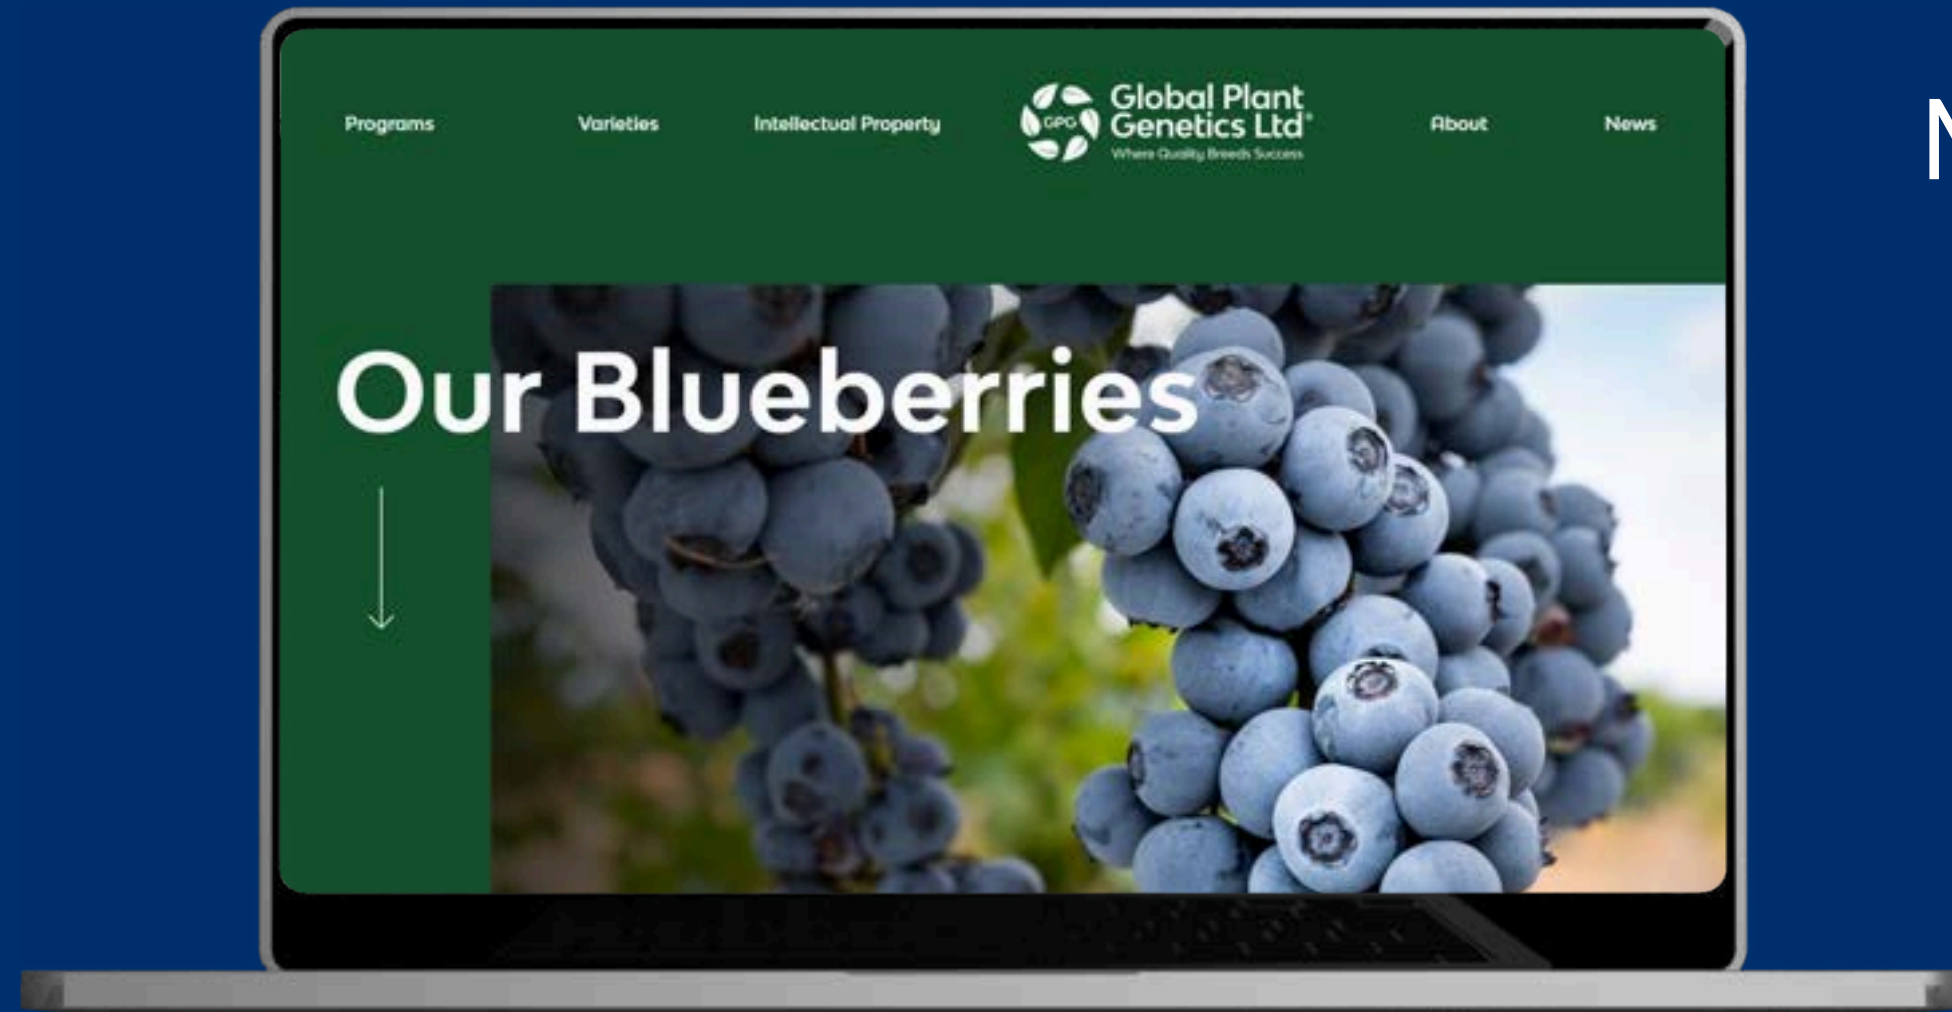 Programs
Varieties
Intellectual Property
GPG
Global Plant
Genetics Ltd
Where Quality Breeds Success
About
News
Our Blueberries